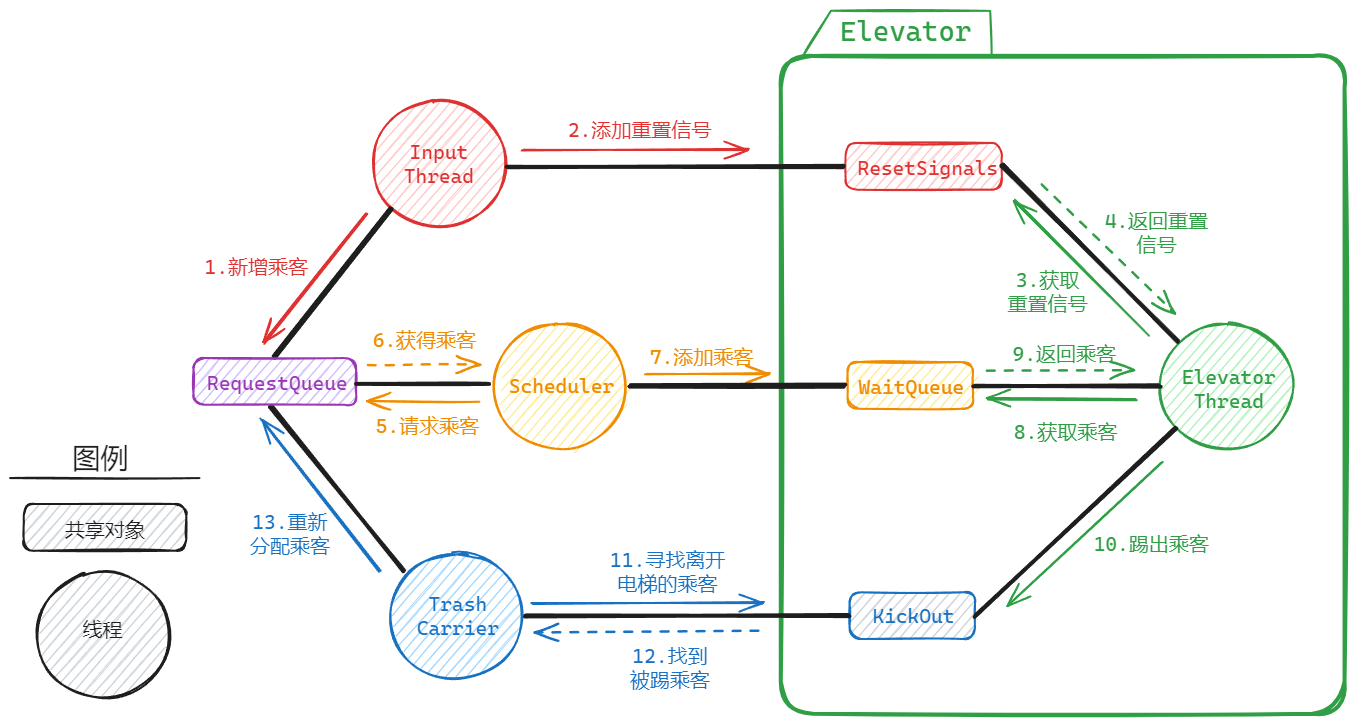 Elevator
Input
Thread
2.添加重置信号
ResetSignals
4.返回重置
信号
1.新增乘客
3.获取
重置信号
RequestQueue
6.获得乘客
5.请求乘客
Scheduler
7.添加乘客
WaitQueue
9.返回乘客
8.获取乘客
Elevator
Thread
图例
共享对象
线程
13.重新
分配乘客
Trash
Carrier
11.寻找离开
电梯的乘客
12.找到
被踢乘客
KickOut
10.踢出乘客